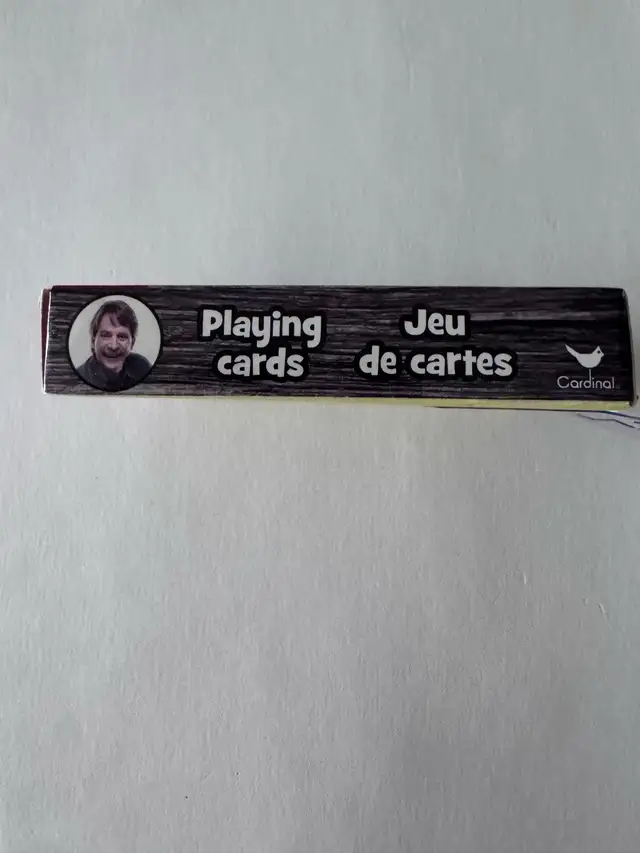 Playing
cards
Jeu
de cartes
Cardinal